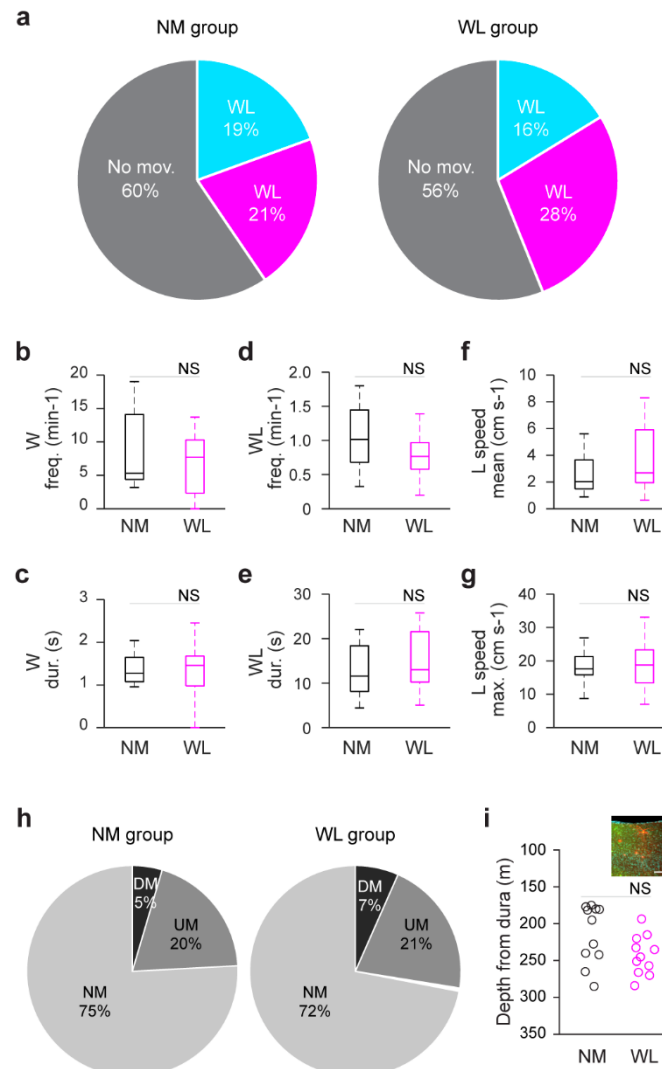 a
NM group
WL group
WL
19%
No mov.
60%
WL
21%
WL
16%
No mov.
56%
WL
28%
b
W
freq. (min-1)
20
15
10
5
0
NS
NM
WL
d
WL
freq. (min-1)
2.0
1.5
1.0
0.5
0
NS
NM
WL
f
L speed
mean (cm s-1)
10
8
6
4
2
0
NS
NM
WL
c
W
dur. (s)
3
2
1
0
NS
NM
WL
e
WL
dur. (s)
30
20
10
0
NS
NM
WL
g
L speed
max. (cm s-1)
40
30
20
10
0
NS
NM
WL
h
NM group
WL group
DM
5%
UM
20%
NM
75%
DM
7%
UM
21%
NM
72%
i
Depth from dura (m)
100
150
200
250
300
350
NS
NM
WL